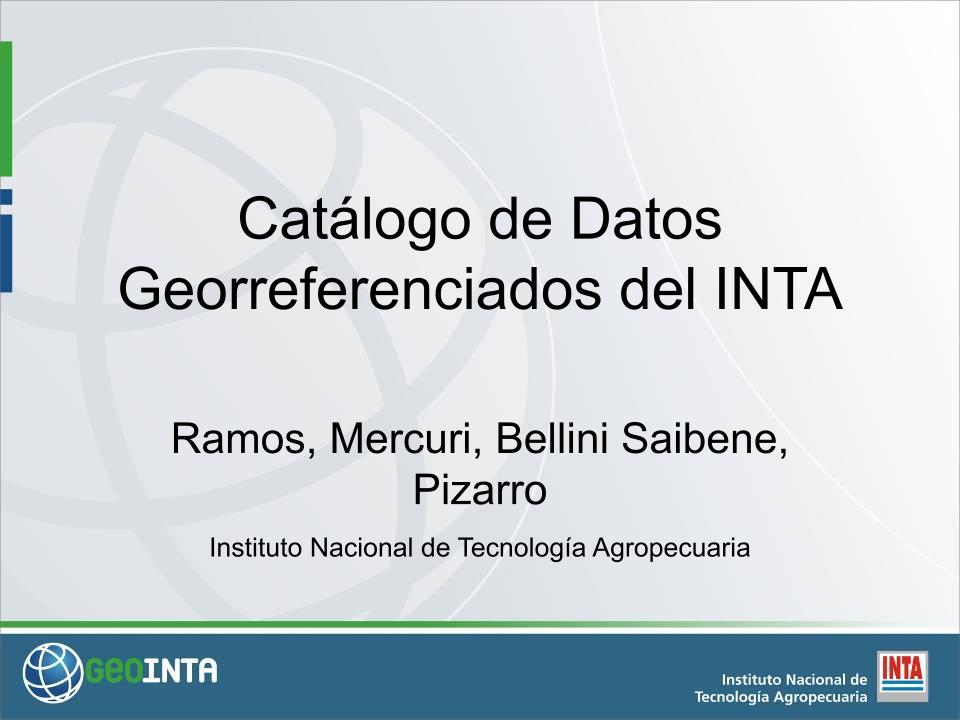 Catálogo de Datos
Georreferenciados del INTA
Ramos, Mercuri, Bellini Saibene,
Pizarro
Instituto Nacional de Tecnología Agropecuaria
GeoINTA
Instituto Nacional de
Tecnología Agropecuaria
INTA